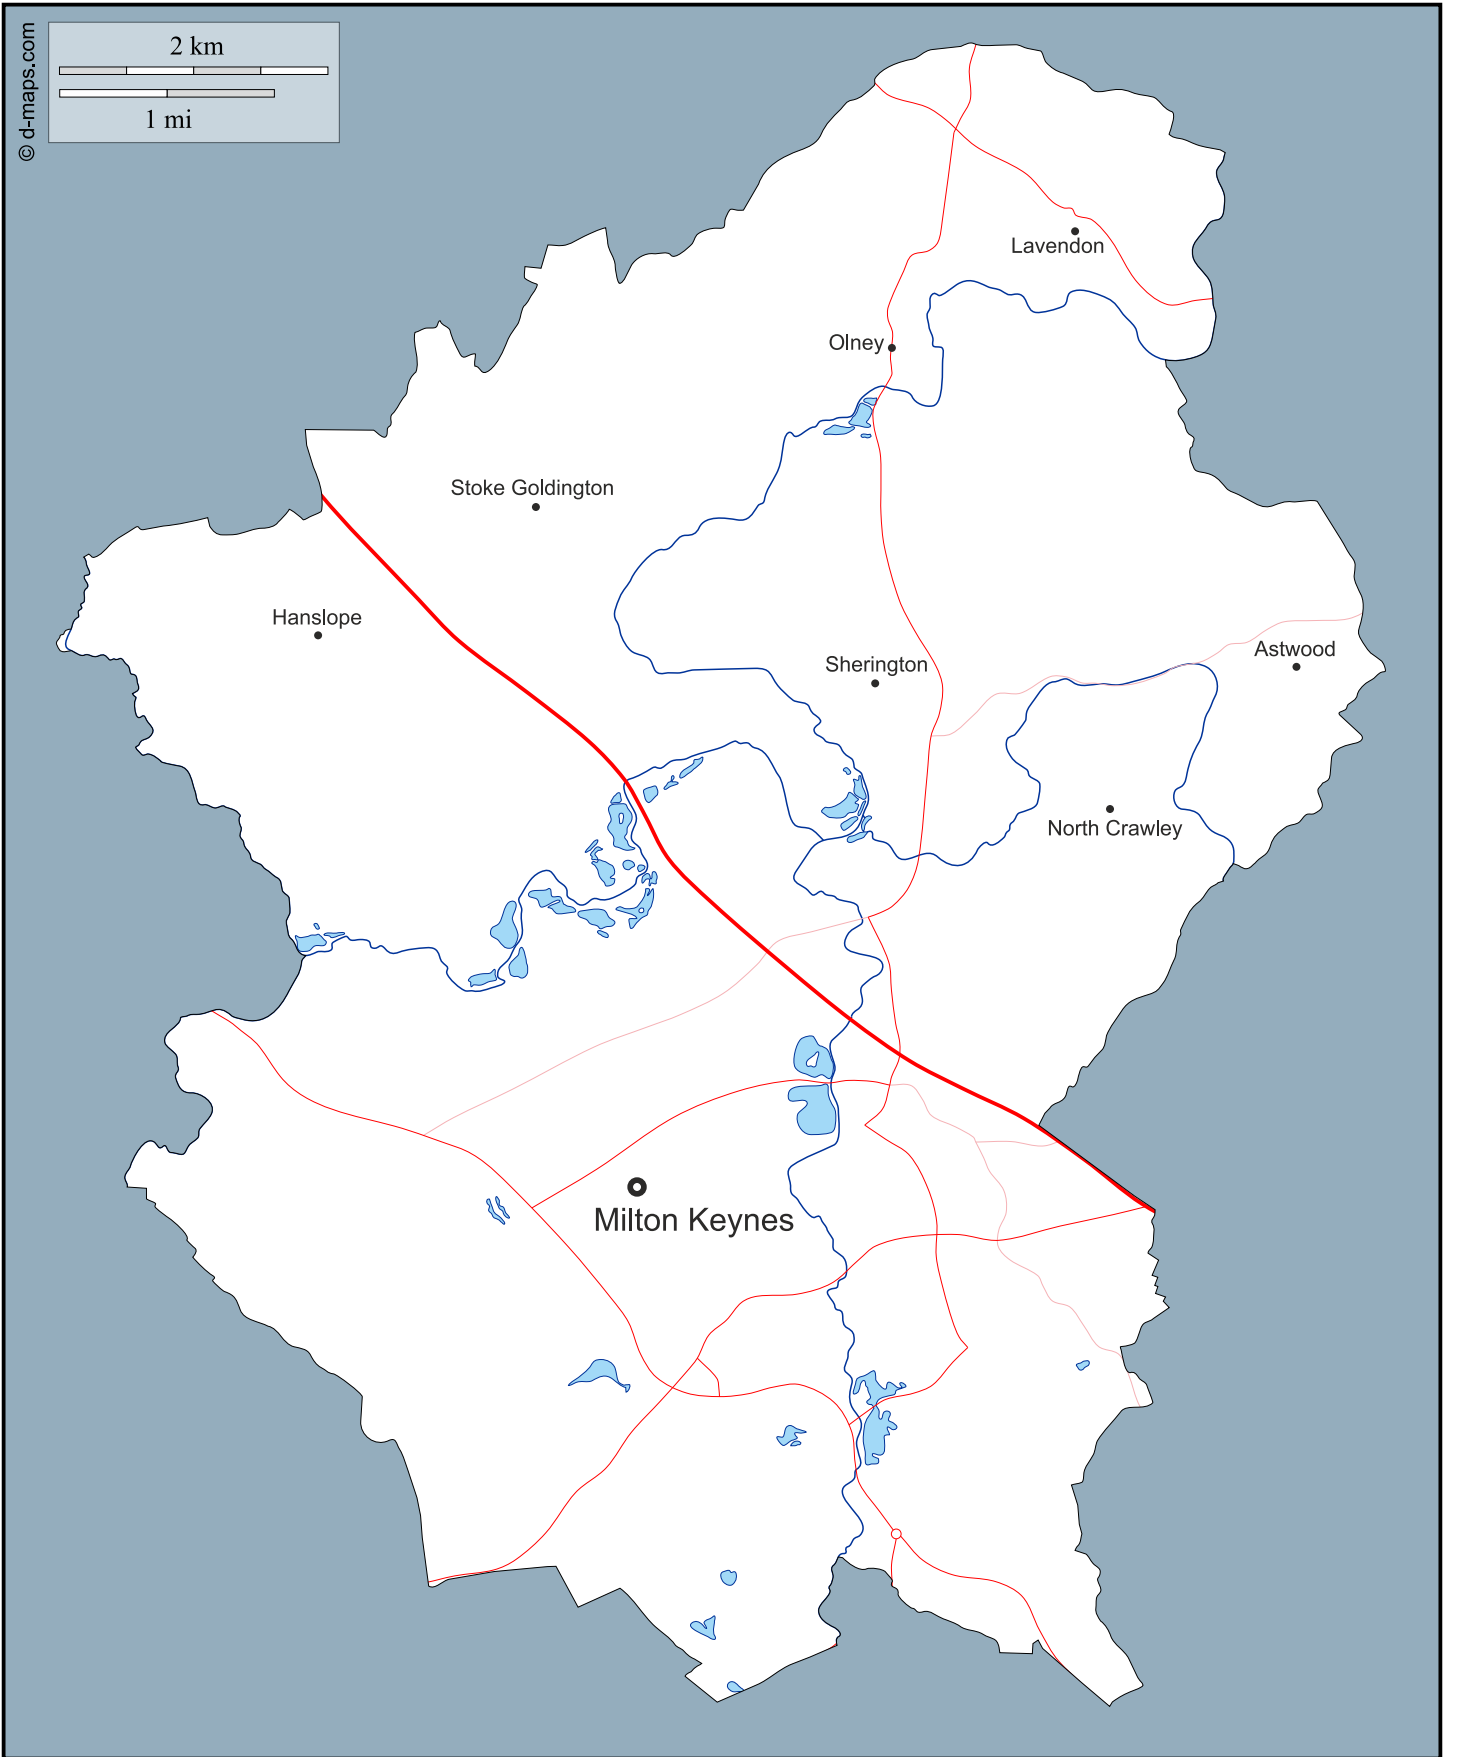 © d-maps.com
2 km
1 mi
Lavendon
Olney
Stoke Goldington
Hanslope
Astwood
Sherington
North Crawley
Milton Keynes